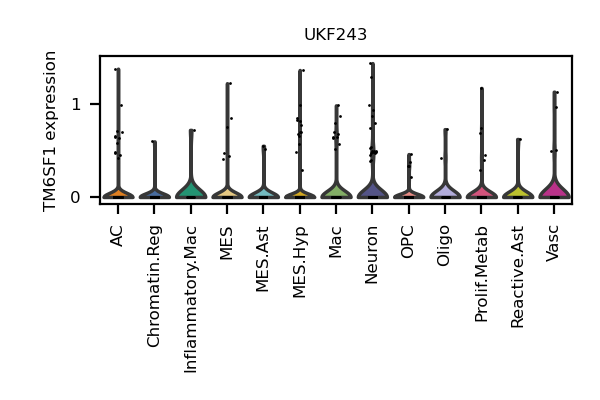 UKF243
TM6SF1 expression
1
0
AC
Chromatin.Reg
Inflammatory.Mac
MES
MES.Ast
MES.Hyp
Mac
Neuron
OPC
Oligo
Prolif.Metab
Reactive.Ast
Vasc